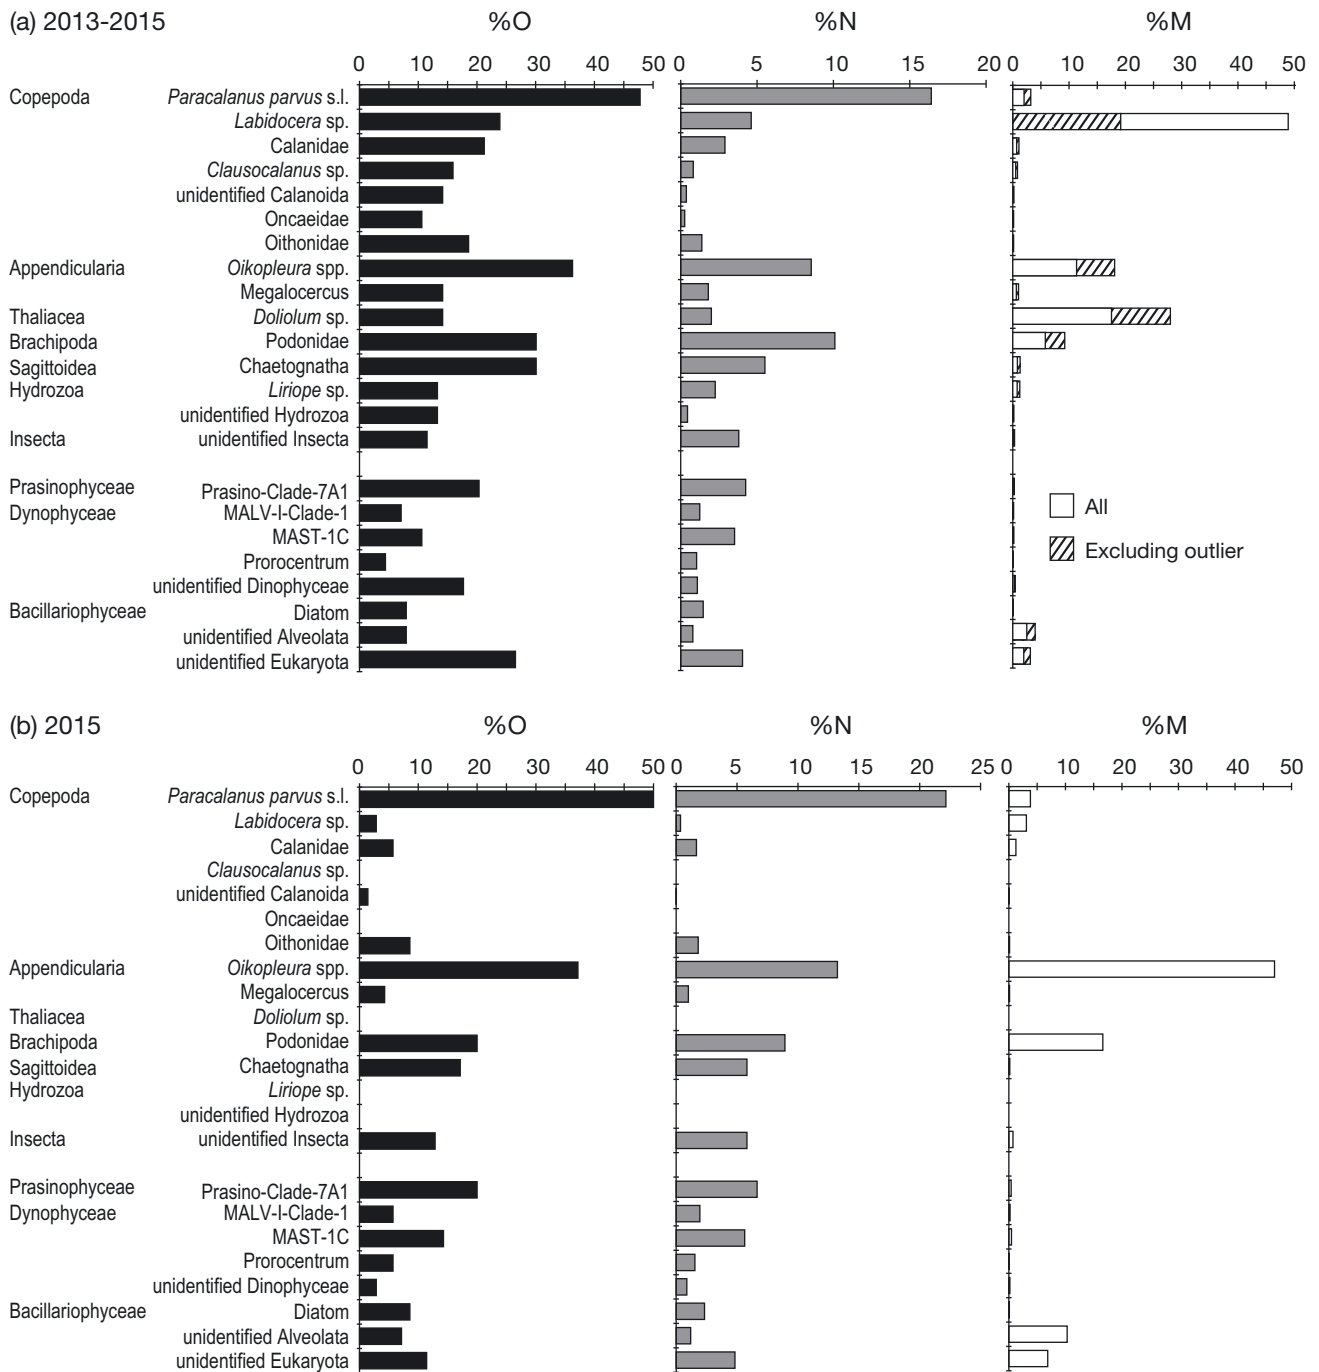 (a) 2013-2015 %O %N %M
0 10 20 30 40 50 0 5 10 15 20 0 10 20 30 40 50
Copepoda Paracalanus parvus s.l.
Labidocera sp.
Calanidae
Clausocalanus sp.
unidentified Calanoida
Oncaeidae
Oithonidae
Appendicularia Oikopleura spp.
Megalocercus
Thaliacea Doliolum sp.
Brachipoda Podonidae
Sagittoidea Chaetognatha
Hydrozoa Liriope sp.
unidentified Hydrozoa
Insecta unidentified Insecta
Prasinophyceae Prasino-Clade-7A1
Dynophyceae MALV-I-Clade-1
All
MAST-1C
Excluding outlier
Prorocentrum
unidentified Dinophyceae
Bacillariophyceae Diatom
unidentified Alveolata
unidentified Eukaryota
(b) 2015 %O %N %M
0 10 20 30 40 50 0 5 10 15 20 25 0 10 20 30 40 50
Copepoda Paracalanus parvus s.l.
Labidocera sp.
Calanidae
Clausocalanus sp.
unidentified Calanoida
Oncaeidae
Oithonidae
Appendicularia Oikopleura spp.
Megalocercus
Thaliacea Doliolum sp.
Brachipoda Podonidae
Sagittoidea Chaetognatha
Hydrozoa Liriope sp.
unidentified Hydrozoa
Insecta unidentified Insecta
Prasinophyceae Prasino-Clade-7A1
Dynophyceae MALV-I-Clade-1
MAST-1C
Prorocentrum
unidentified Dinophyceae
Bacillariophyceae Diatom
unidentified Alveolata
unidentified Eukaryota